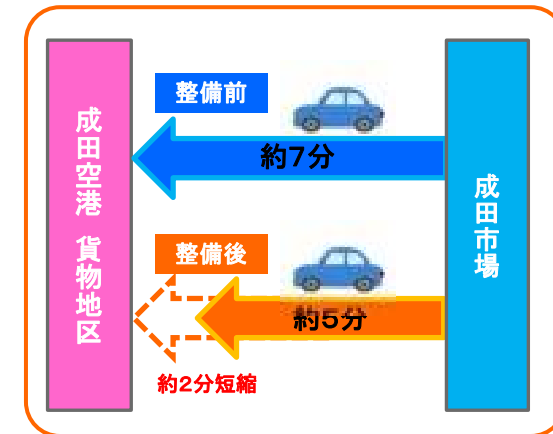 成田空港 貨物地区
整備前
約7分
成田市場
整備後
約5分
約2分短縮